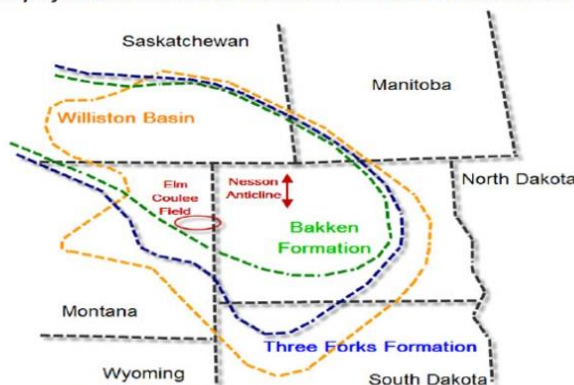 Saskatchewan
Manitoba
Williston Basin
North Dakota
Elm
Coulee
Field
Nesson
Anticline
Bakken
Formation
Montana
Three Forks Formation
Wyoming
South Dakota